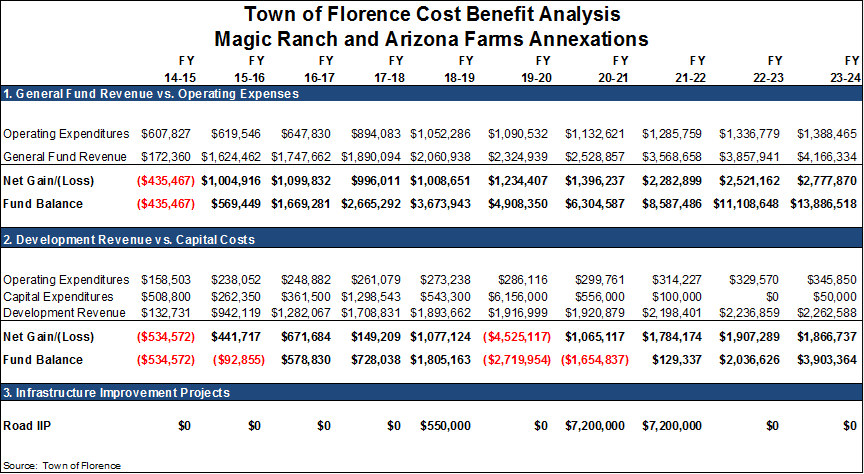 Town of Florence Cost Benefit Analysis
Magic Ranch and Arizona Farms Annexations
FY FY FY FY FY FY FY FY FY FY
14-15 15-16 16-17 17-18 18-19 19-20 20-21 21-22 22-23 23-24
1. General Fund Revenue vs. Operating Expenses
Operating Expenditures $607,827 $619,546 $647,830 $894,083 $1,052,286 $1,090,532 $1,132,621 $1,285,759 $1,336,779 $1,388,465
General Fund Revenue $172,360 $1,624,462 $1,747,662 $1,890,094 $2,060,938 $2,324,939 $2,528,857 $3,568,658 $3,857,941 $4,166,334
Net Gain/(Loss) ($435,467) $1,004,916 $1,099,832 $996,011 $1,008,651 $1,234,407 $1,396,237 $2,282,899 $2,521,162 $2,777,870
Fund Balance ($435,467) $569,449 $1,669,281 $2,665,292 $3,673,943 $4,908,350 $6,304,587 $8,587,486 $11,108,648 $13,886,518
2. Development Revenue vs. Capital Costs
Operating Expenditures $158,503 $238,052 $248,882 $261,079 $273,238 $286,116 $299,761 $314,227 $329,570 $345,850
Capital Expenditures $508,800 $262,350 $361,500 $1,298,543 $543,300 $6,156,000 $556,000 $100,000 $0 $50,000
Development Revenue $132,731 $942,119 $1,282,067 $1,708,831 $1,893,662 $1,916,999 $1,920,879 $2,198,401 $2,236,859 $2,262,588
Net Gain/(Loss) ($534,572) $441,717 $671,684 $149,209 $1,077,124 ($4,525,117) $1,065,117 $1,784,174 $1,907,289 $1,866,737
Fund Balance ($534,572) ($92,855) $578,830 $728,038 $1,805,163 ($2,719,954) ($1,654,837) $129,337 $2,036,626 $3,903,364
3. Infrastructure Improvement Projects
Road IIP $0 $0 $0 $0 $550,000 $0 $7,200,000 $7,200,000 $0 $0
Source: Town of Florence